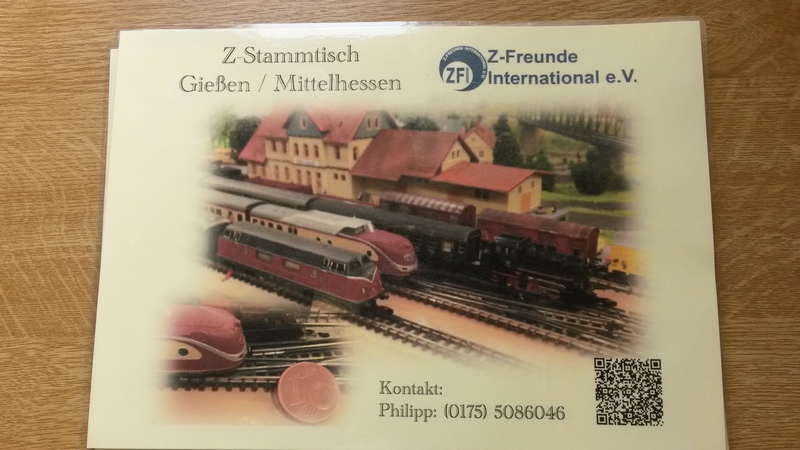 Z-Stammtisch
Gießen / Mittelhessen
ZFI
Z-Freunde
International e.V.
Kontakt:
Philipp: (0175) 5086046